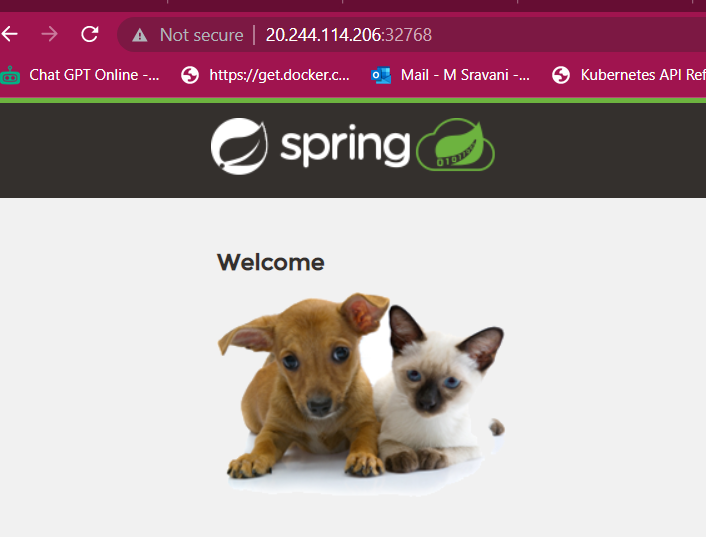 Not secure | 20.244.114.206:32768
Chat GPT Online -... https://get.docker.c... Mail - M Sravani -... Kubernetes API Ref
spring
Welcome